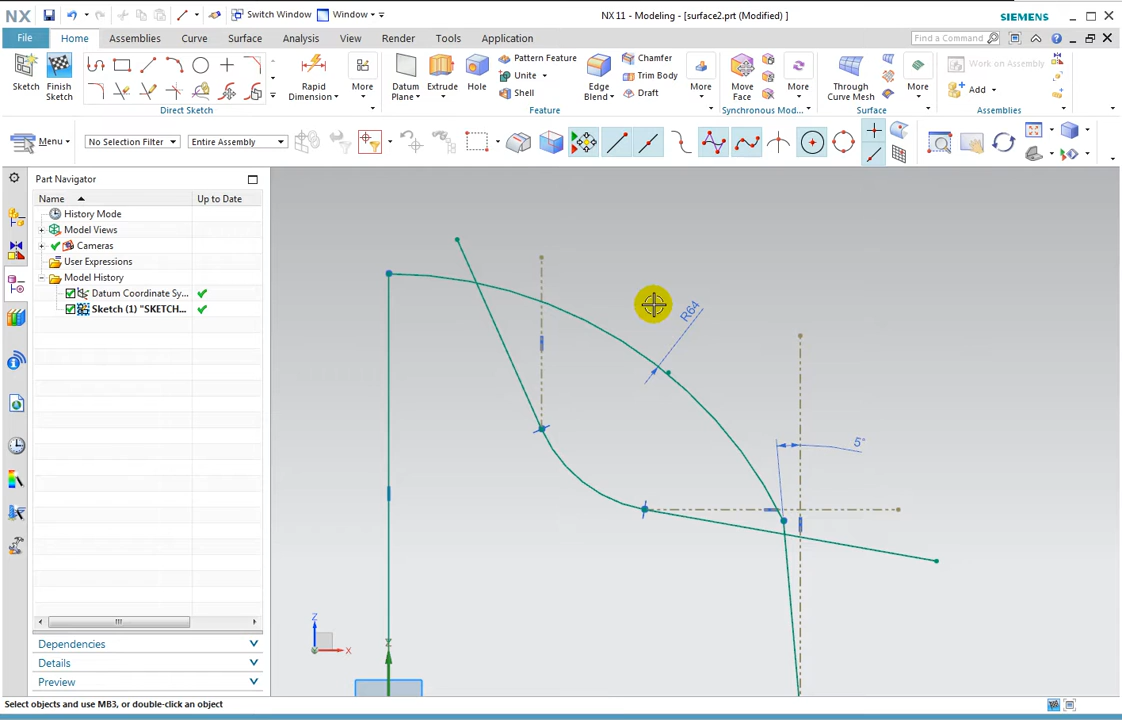 NX
Switch Window
Window
NX 11 - Modeling - [surface2.prt (Modified) ]
SIEMENS
File
Home
Assemblies
Curve
Surface
Analysis
View
Render
Tools
Application
Find a Command
Sketch
Finish
Sketch
Rapid
Dimension
More
Datum
Plane
Extrude
Hole
Pattern Feature
Unite
Shell
Edge
Blend
Chamfer
Trim Body
Draft
More
Move
Face
More
Through
Curve Mesh
More
Work on Assembly
Add
Direct Sketch
Feature
Synchronous Mod...
Surface
Assemblies
Menu
No Selection Filter
Entire Assembly
Part Navigator
Name
Up to Date
History Mode
Model Views
Cameras
User Expressions
Model History
Datum Coordinate Sy...
Sketch (1) "SKETCH...
Dependencies
Details
Preview
R64
5°
Z
X
Z
Select objects and use MB3, or double-click an object